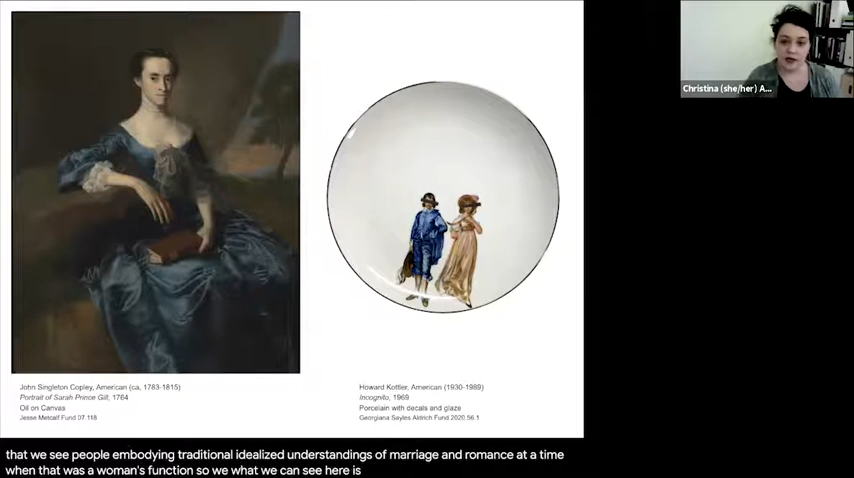 Christina (she/her) A...
John Singleton Copley, American (ca, 1783-1815)
Portrait of Sarah Prince Gill, 1764
Oil on Canvas
Jesse Metcalf Fund 07.118
Howard Kottler, American (1930-1989)
Incognito, 1969
Porcelain with decals and glaze
Georgiana Sayles Aldrich Fund 2020.56.1
that we see people embodying traditional idealized understandings of marriage and romance at a time
when that was a woman's function so we what we can see here is